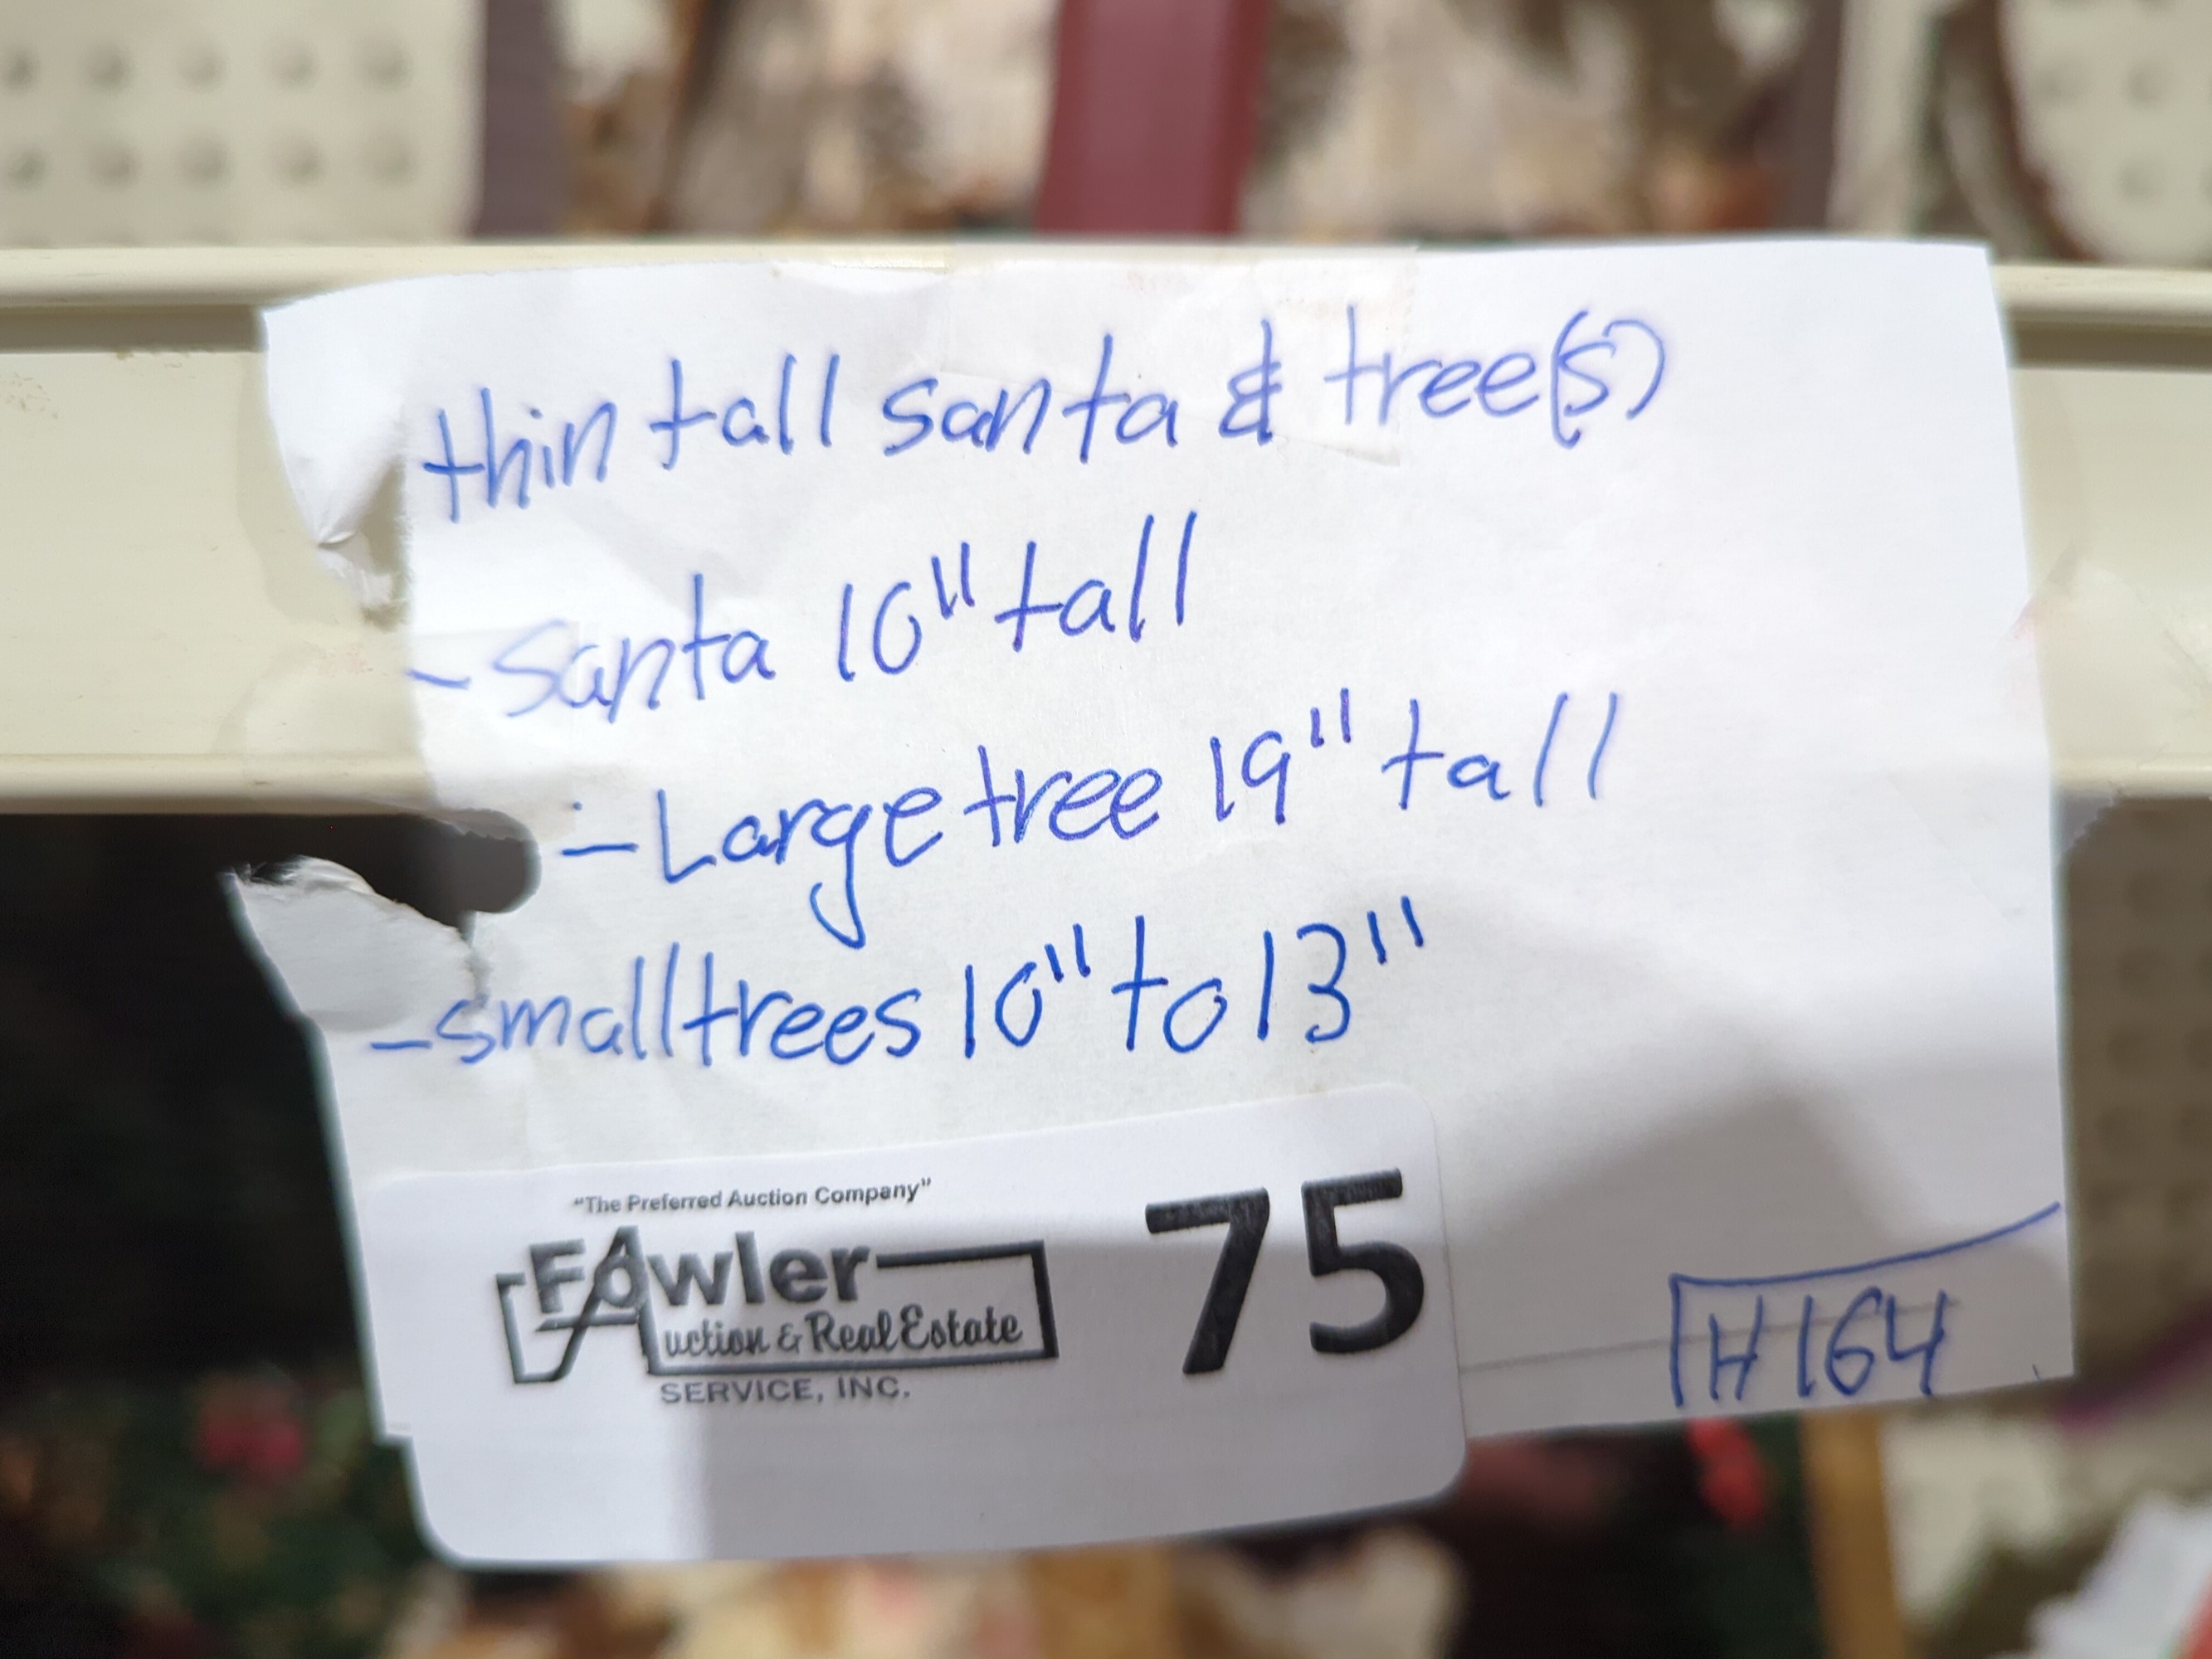 thin tall santa & tree(s)
- Santa 10" tall
- Large tree 19" tall
- small trees 10" to 13"
"The Preferred Auction Company"
Fowler
Auction & Real Estate
SERVICE, INC.
75
H164